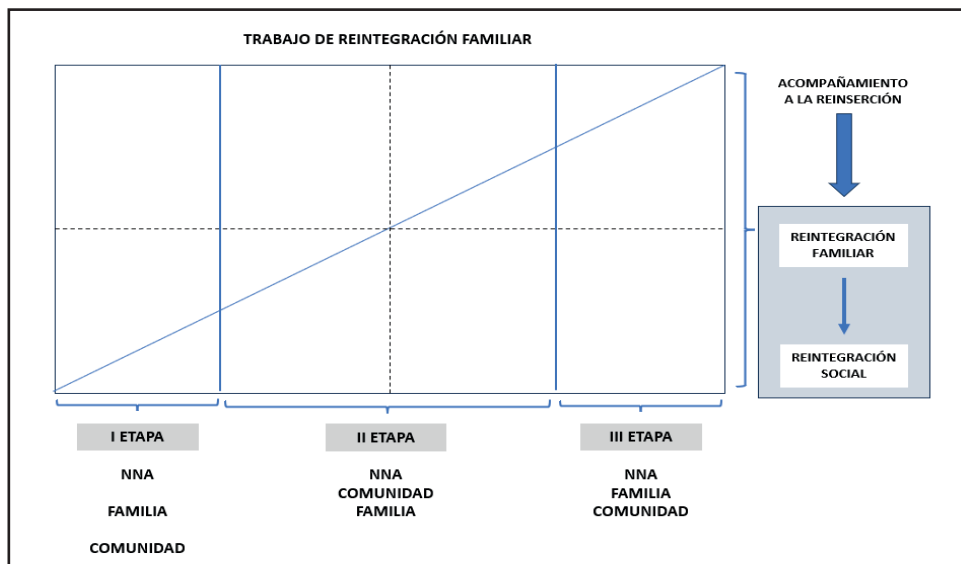 TRABAJO DE REINTEGRACIÓN FAMILIAR
ACOMPAÑAMIENTO
A LA REINSERCIÓN
REINTEGRACIÓN
FAMILIAR
REINTEGRACIÓN
SOCIAL
I ETAPA
NNA
FAMILIA
COMUNIDAD
II ETAPA
NNA
COMUNIDAD
FAMILIA
III ETAPA
NNA
FAMILIA
COMUNIDAD